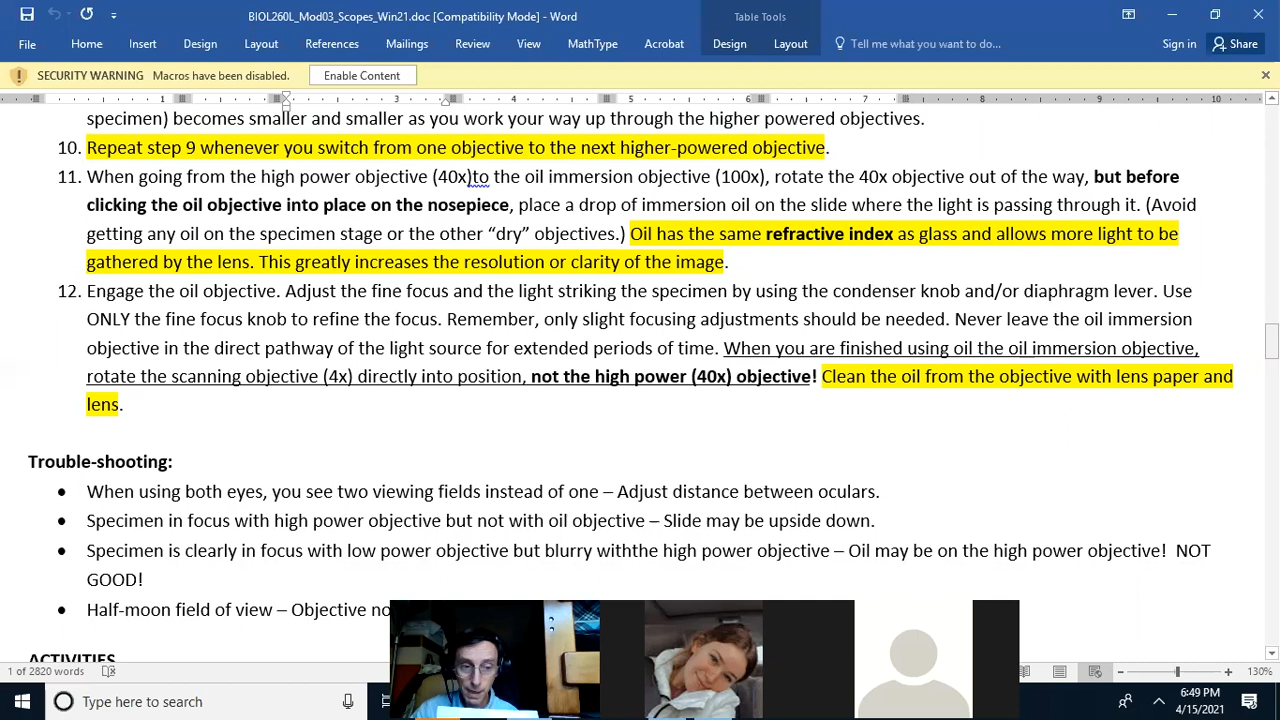 BIOL260L_Mod03_Scopes_Win21.doc [Compatibility Mode] - Word
Table Tools
File Home Insert Design Layout References Mailings Review View MathType Acrobat Design Layout Tell me what you want to do... Sign in Share
SECURITY WARNING Macros have been disabled. Enable Content
1 3 4 5 6 7 8 9 10
specimen) becomes smaller and smaller as you work your way up through the higher powered objectives.
10. Repeat step 9 whenever you switch from one objective to the next higher-powered objective.
11. When going from the high power objective (40x)to the oil immersion objective (100x), rotate the 40x objective out of the way, but before
clicking the oil objective into place on the nosepiece, place a drop of immersion oil on the slide where the light is passing through it. (Avoid
getting any oil on the specimen stage or the other “dry” objectives.) Oil has the same refractive index as glass and allows more light to be
gathered by the lens. This greatly increases the resolution or clarity of the image.
12. Engage the oil objective. Adjust the fine focus and the light striking the specimen by using the condenser knob and/or diaphragm lever. Use
ONLY the fine focus knob to refine the focus. Remember, only slight focusing adjustments should be needed. Never leave the oil immersion
objective in the direct pathway of the light source for extended periods of time. When you are finished using oil the oil immersion objective,
rotate the scanning objective (4x) directly into position, not the high power (40x) objective! Clean the oil from the objective with lens paper and
lens.
Trouble-shooting:
• When using both eyes, you see two viewing fields instead of one – Adjust distance between oculars.
• Specimen in focus with high power objective but not with oil objective – Slide may be upside down.
• Specimen is clearly in focus with low power objective but blurry withthe high power objective – Oil may be on the high power objective! NOT
GOOD!
• Half-moon field of view – Objective no
ACTIVITIES
1 of 2820 words 130%
Type here to search 6:49 PM
4/15/2021